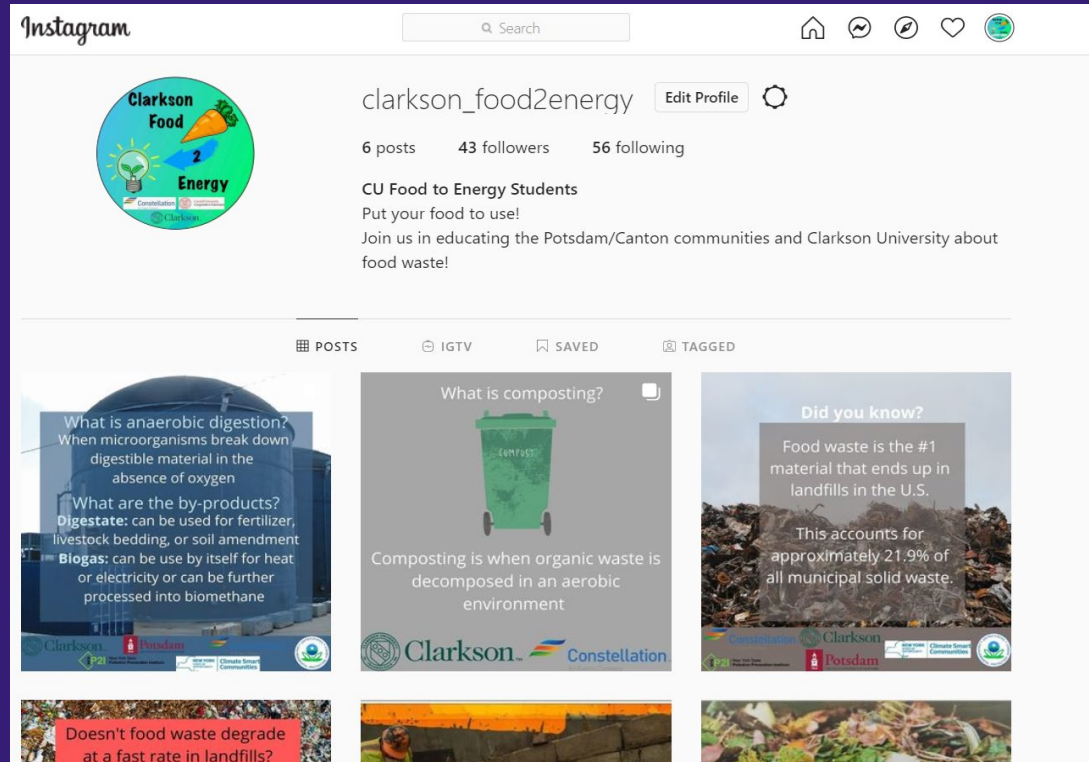 Instagram
Search
clarkson_food2energy Edit Profile
6 posts 43 followers 56 following
CU Food to Energy Students
Put your food to use!
Join us in educating the Potsdam/Canton communities and Clarkson University about
food waste!
Clarkson
Food
2
Energy
Constellation
Clarkson
POSTS IGTV SAVED TAGGED
What is anaerobic digestion?
When microorganisms break down
digestible material in the
absence of oxygen
What are the by-products?
Digestate: can be used for fertilizer,
livestock bedding, or soil amendment
Biogas: can be use by itself for heat
or electricity or can be further
processed into biomethane
Clarkson Potsdam
P2I Climate Smart
Communities
What is composting?
COMPOST
Composting is when organic waste is
decomposed in an aerobic
environment
Clarkson Constellation
Did you know?
Food waste is the #1
material that ends up in
landfills in the U.S.
This accounts for
approximately 21.9% of
all municipal solid waste.
Constellation Clarkson
Potsdam
Climate Smart
Communities
Doesn't food waste degrade
at a fast rate in landfills?